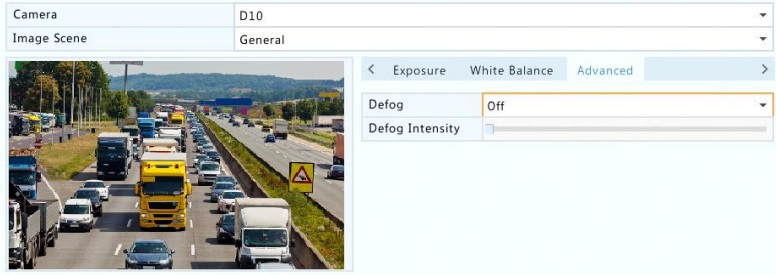 Camera D10
Image Scene General
Exposure White Balance Advanced
Defog Off
Defog Intensity